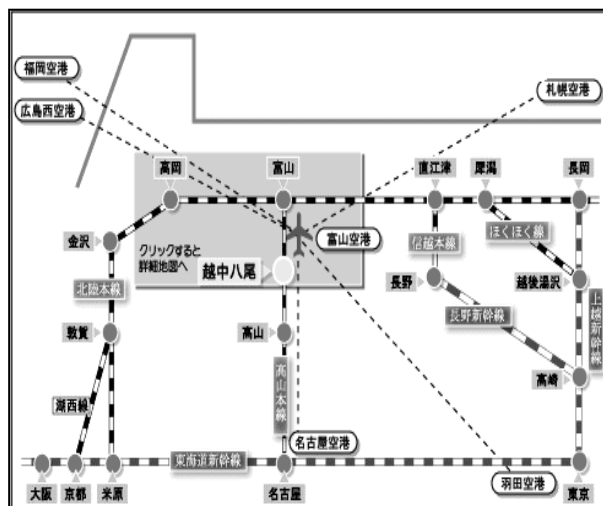 福岡空港
広島西空港
札幌空港
高岡
富山
直江津
犀潟
長岡
金沢
クリックすると
詳細地図へ
富山空港
信越本線
ほくほく線
越中八尾
北陸本線
長野
越後湯沢
上越新幹線
長野新幹線
敦賀
高山
高崎
高山本線
湖西線
名古屋空港
東海道新幹線
羽田空港
大阪
京都
米原
名古屋
東京